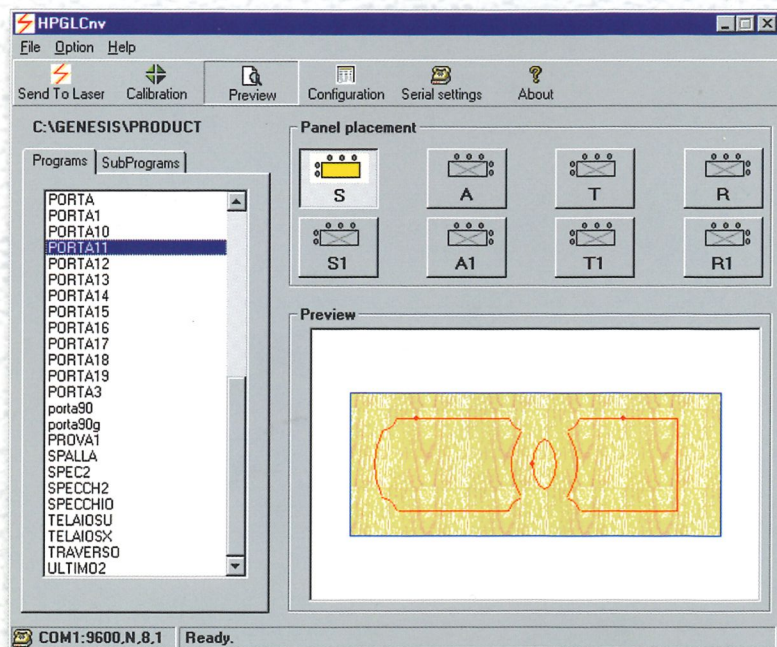 HPGLCnv
File Option Help
Send To Laser Calibration Preview Configuration Serial settings About
C:\GENESIS\PRODUCT
Programs SubPrograms
PORTA
PORTA1
PORTA10
PORTA11
PORTA12
PORTA13
PORTA14
PORTA15
PORTA16
PORTA17
PORTA18
PORTA19
PORTA3
porta90
porta90g
PROVA1
SPALLA
SPEC2
SPECCH2
SPECCHIO
TELAIOSU
TELAIOSX
TRAVERSO
ULTIMO2
Panel placement
S A T R
S1 A1 T1 R1
Preview
COM1:9600,N,8,1 Ready.